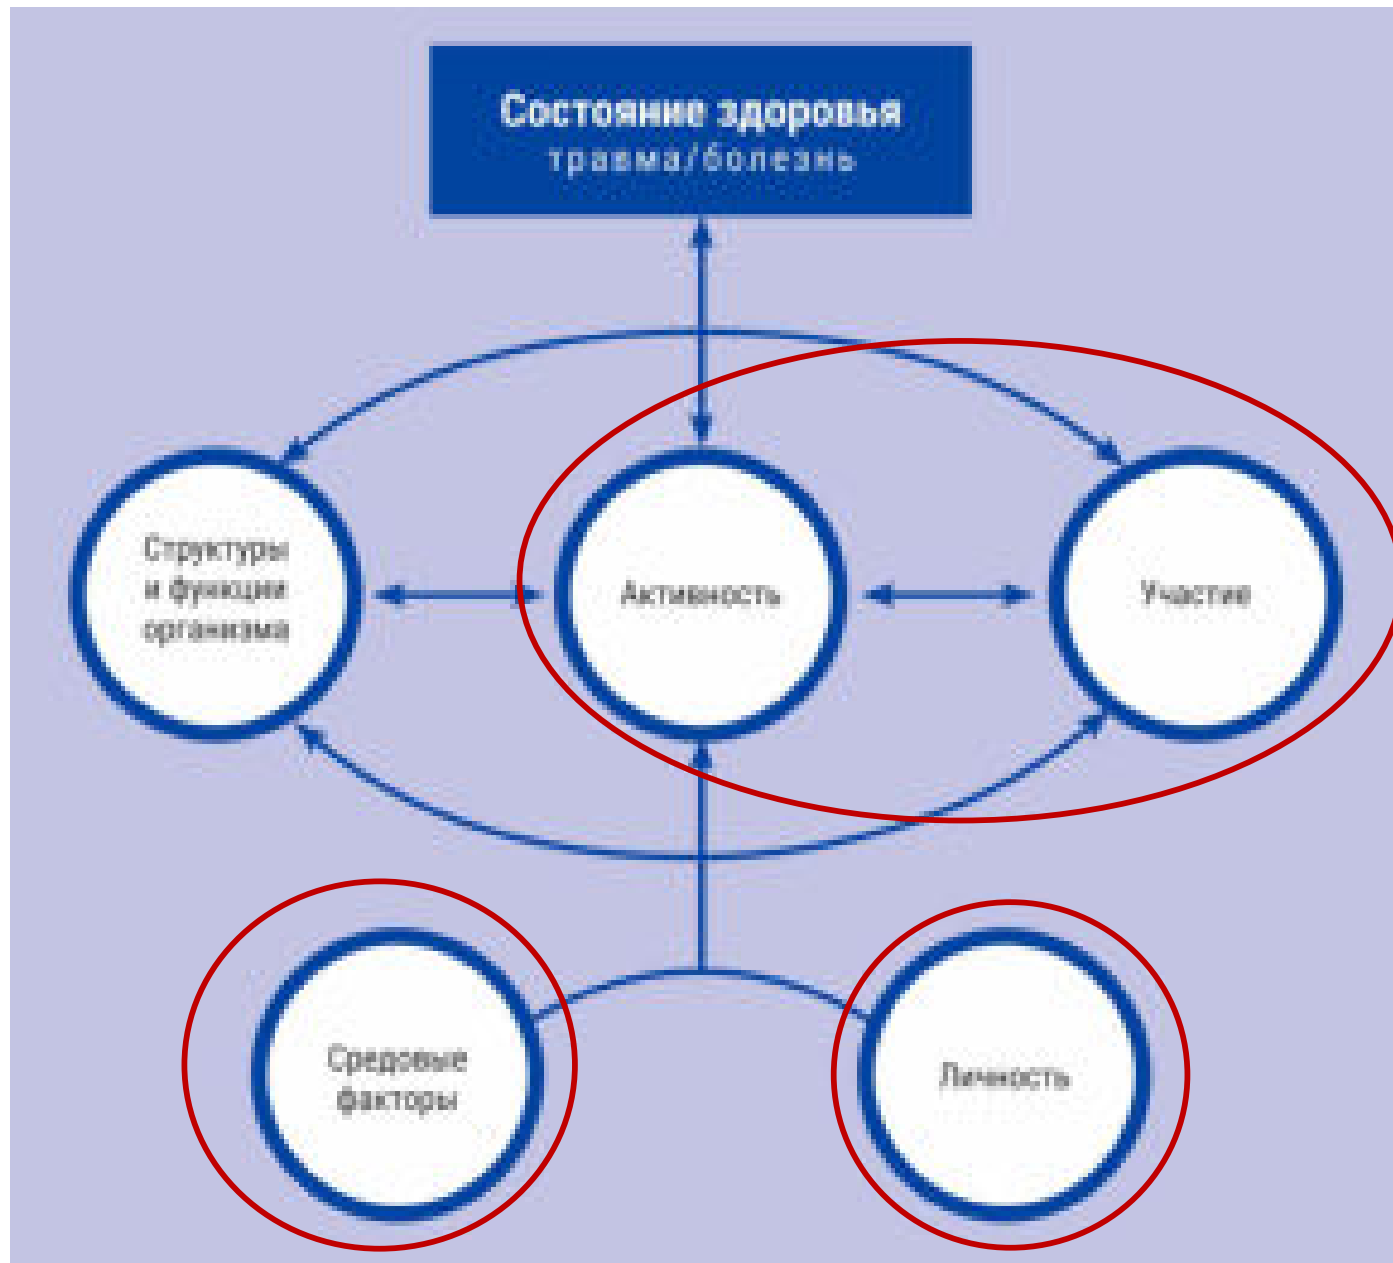 Состояние здоровья
травма/болезнь
Структуры
и функции
организма
Активность
Участие
Средовые
факторы
Личность